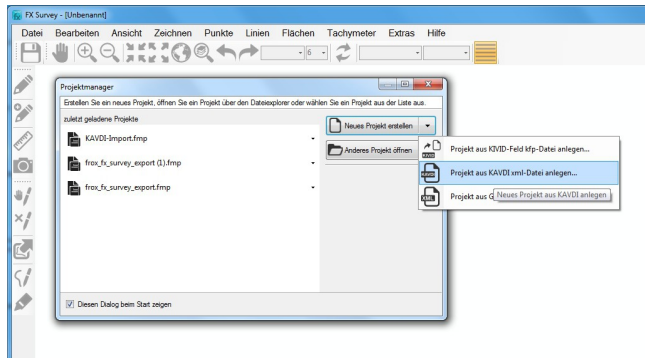 FX Survey - [Unbenannt]
Datei Bearbeiten Ansicht Zeichnen Punkte Linien Flächen Tachymeter Extras Hilfe
6
Projektmanager
Erstellen Sie ein neues Projekt, öffnen Sie ein Projekt über den Dateiexplorer oder wählen Sie ein Projekt aus der Liste aus.
zuletzt geladene Projekte
Neues Projekt erstellen
KAVDI-Import.fmp
Anderes Projekt öffnen
KIVID
Projekt aus KIVID-Feld kfp-Datei anlegen...
frox_fx_survey_export (1).fmp
KAVDI
Projekt aus KAVDI xml-Datei anlegen...
frox_fx_survey_export.fmp
XML
Projekt aus G
Neues Projekt aus KAVDI anlegen
Diesen Dialog beim Start zeigen